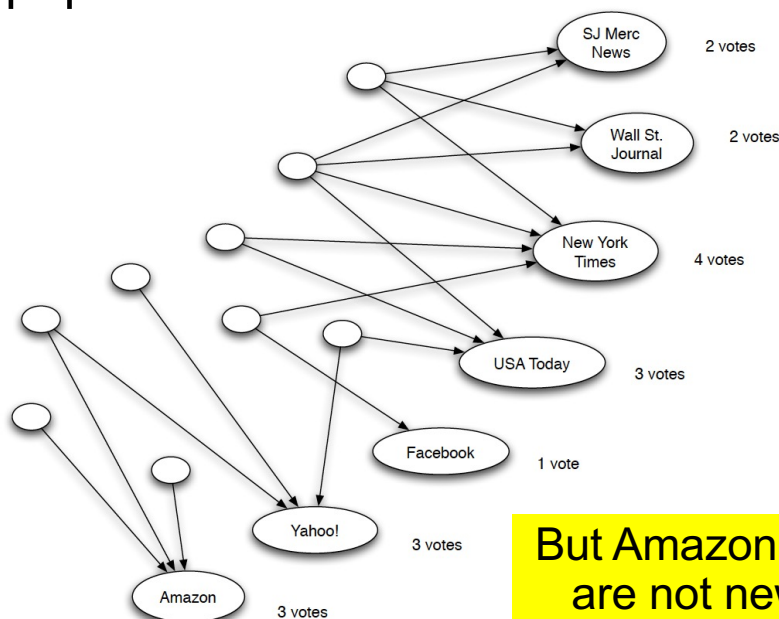 SJ Merc
News
2 votes
Wall St.
Journal
2 votes
New York
Times
4 votes
USA Today
3 votes
Facebook
1 vote
Yahoo!
3 votes
But Amazon
are not
Amazon
3 votes